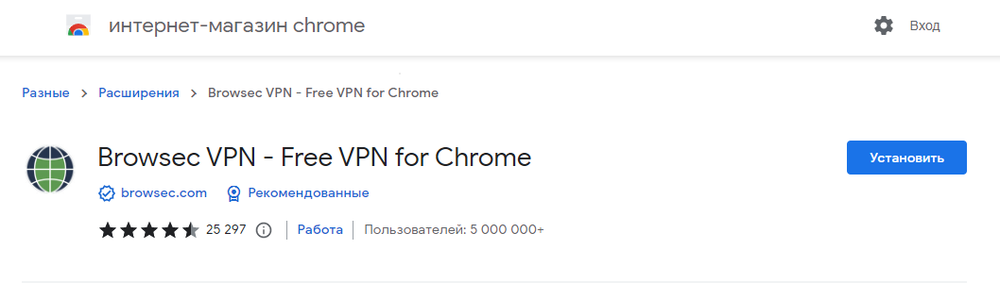 интернет-магазин chrome
Вход
Разные > Расширения > Browsec VPN - Free VPN for Chrome
Browsec VPN - Free VPN for Chrome
Установить
browsec.com Рекомендованные
25 297 Работа Пользователей: 5 000 000+